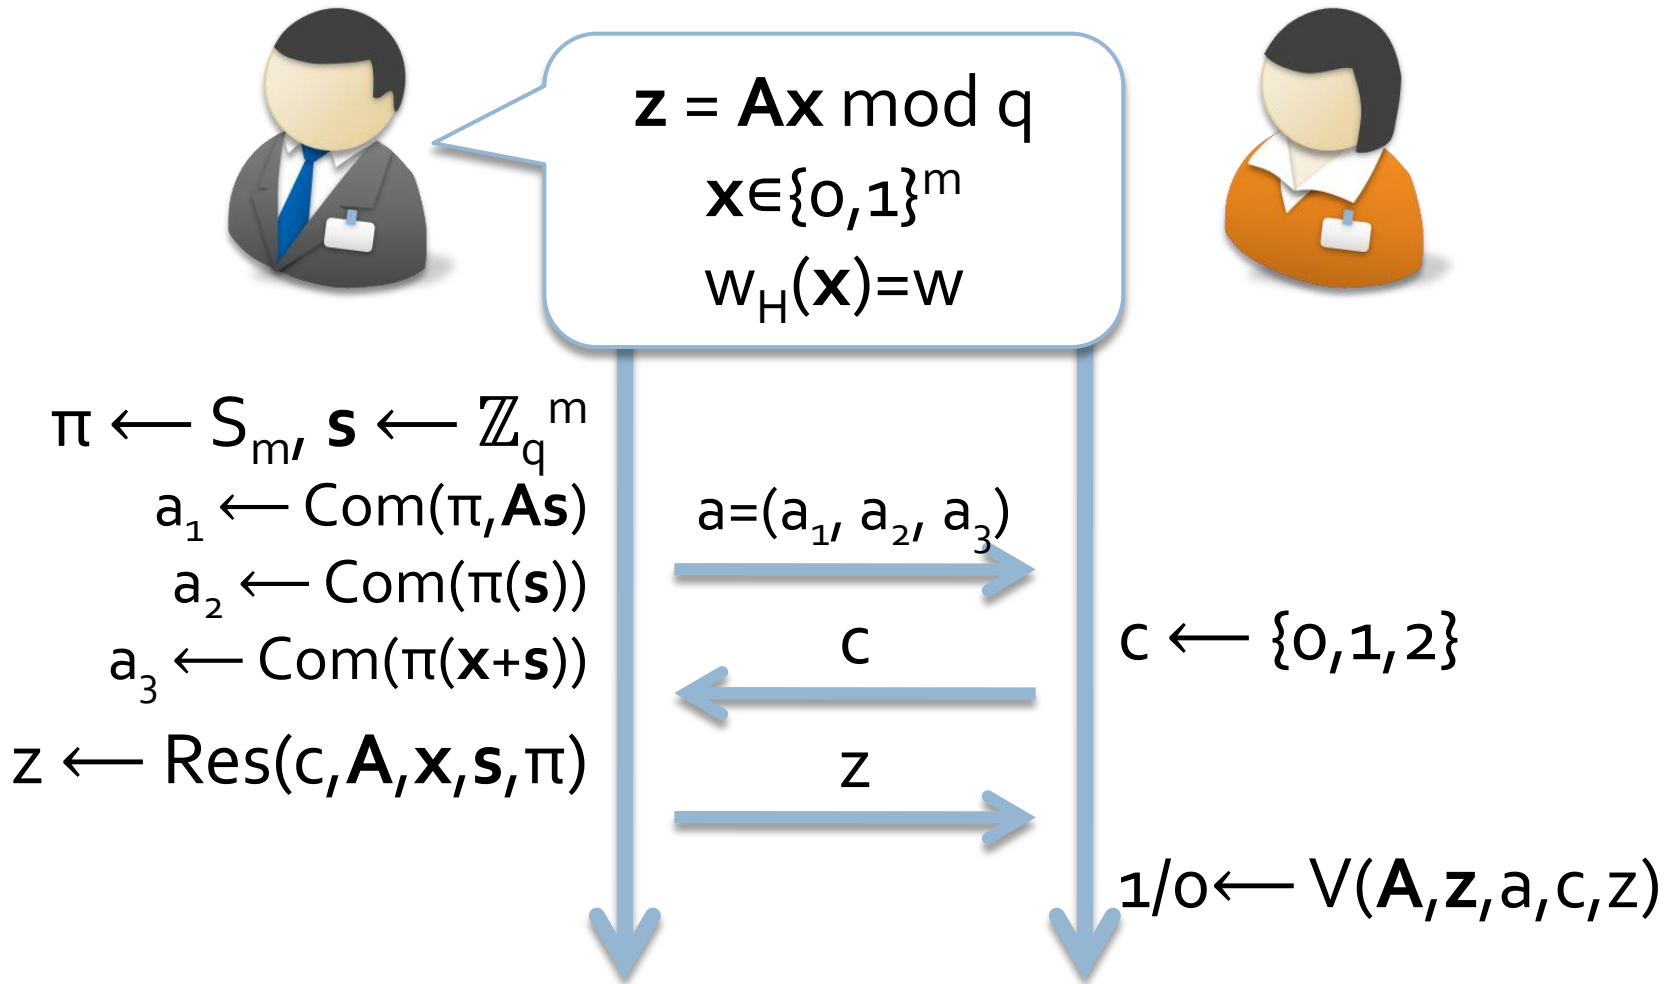 z = Ax mod q
x∈{0,1}^m
w_H(x)=w
π ← S_m, s ← ℤ_q^m
a_1 ← Com(π,As)
a_2 ← Com(π(s))
a_3 ← Com(π(x+s))
z ← Res(c,A,x,s,π)
a=(a_1, a_2, a_3)
c
z
c ← {0,1,2}
1/0← V(A,z,a,c,z)